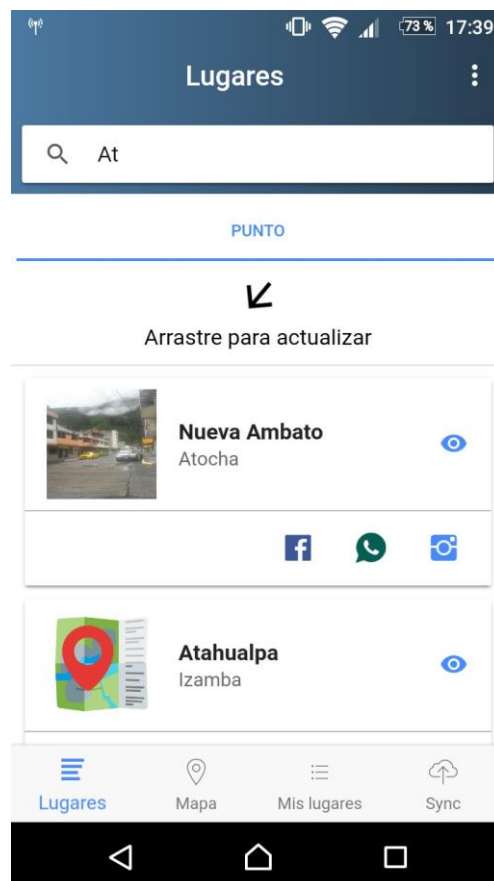 73 % 17:39
Lugares
At
PUNTO
Arrastre para actualizar
Nueva Ambato
Atocha
Atahualpa
Izamba
Lugares Mapa Mis lugares Sync